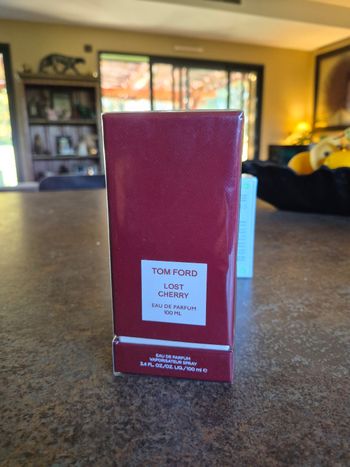 TOM FORD
LOST
CHERRY
EAU DE PARFUM
100 ML
EAU DE PARFUM
VAPORISATEUR SPRAY
3.4 FL. OZ/OZ. LIQ./100 ml ℮